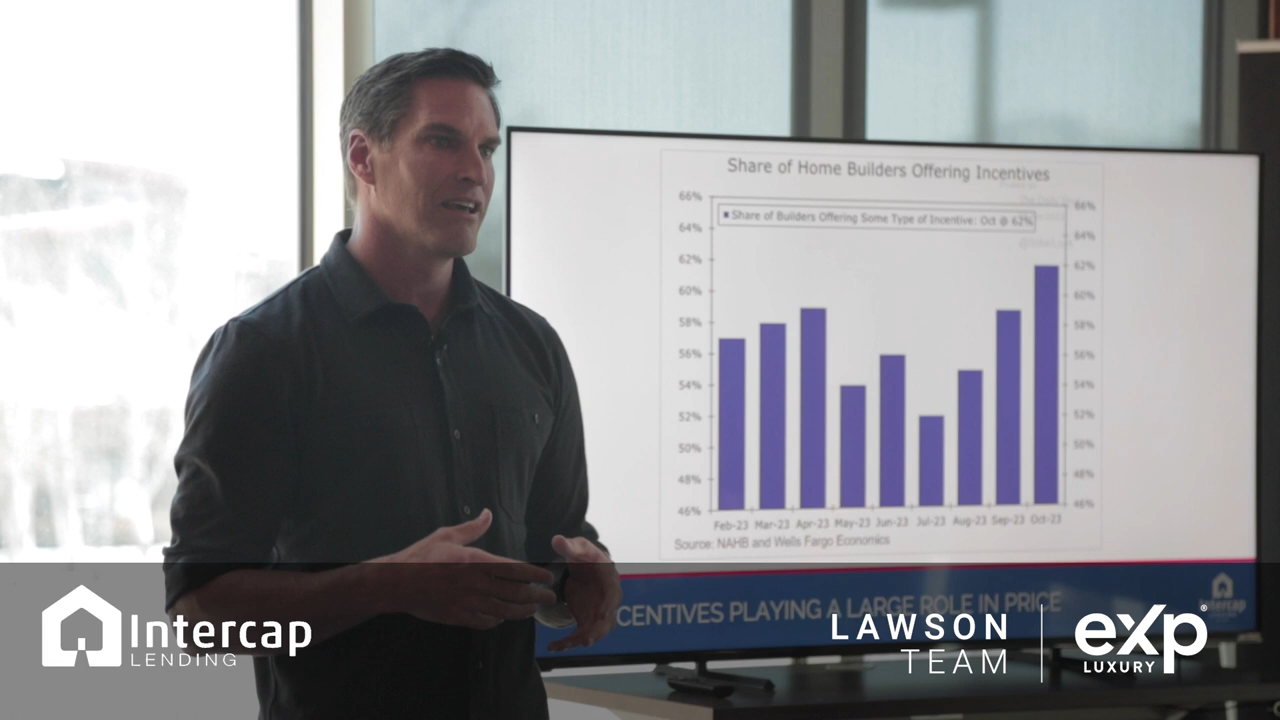 Share of Home Builders Offering Incentives
66%
Share of Builders Offering Some Type of Incentive: Oct @ 62%
66%
64%
64%
62%
62%
60%
60%
58%
58%
56%
56%
54%
54%
52%
52%
50%
50%
48%
48%
46%
46%
Feb-23 Mar-23 Apr-23 May-23 Jun-23 Jul-23 Aug-23 Sep-23 Oct-23
Source: NAHB and Wells Fargo Economics
CENTIVES PLAYING A LARGE ROLE IN PRICE
Intercap
Intercap
LENDING
LAWSON
TEAM
eXp®
LUXURY